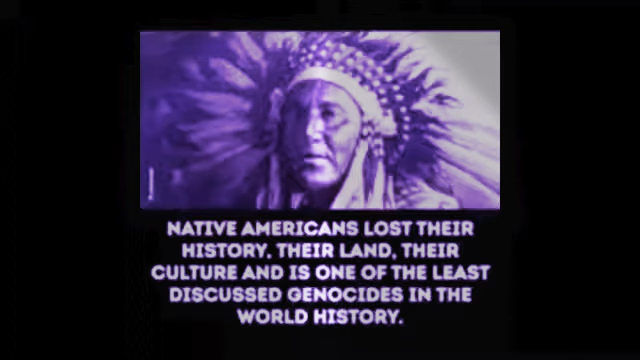 NATIVE AMERICANS LOST THEIR
HISTORY, THEIR LAND, THEIR
CULTURE AND IS ONE OF THE LEAST
DISCUSSED GENOCIDES IN THE
WORLD HISTORY.